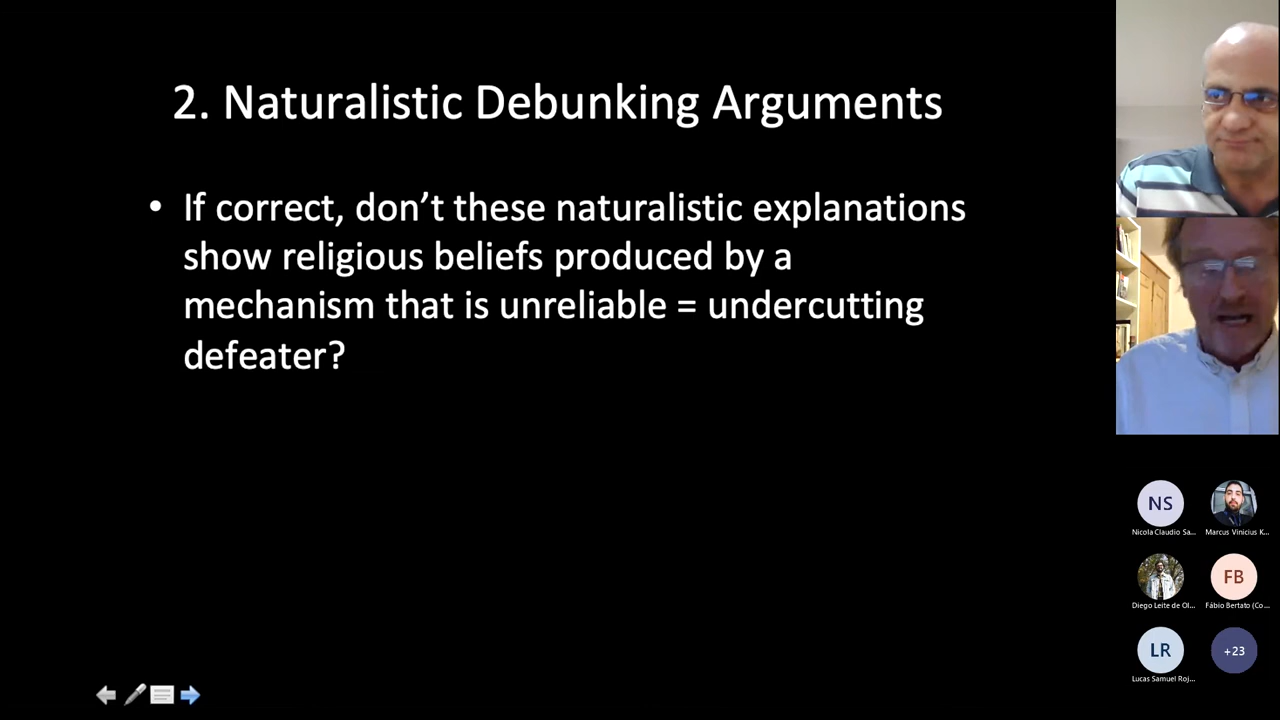 2. Naturalistic Debunking Arguments
• If correct, don’t these naturalistic explanations
show religious beliefs produced by a
mechanism that is unreliable = undercutting
defeater?
NS
Nicola Claudio Sa...
Marcus Vinicius K...
Diego Leite de Ol...
FB
Fábio Bertato (Co...
LR
Lucas Samuel Roj...
+23